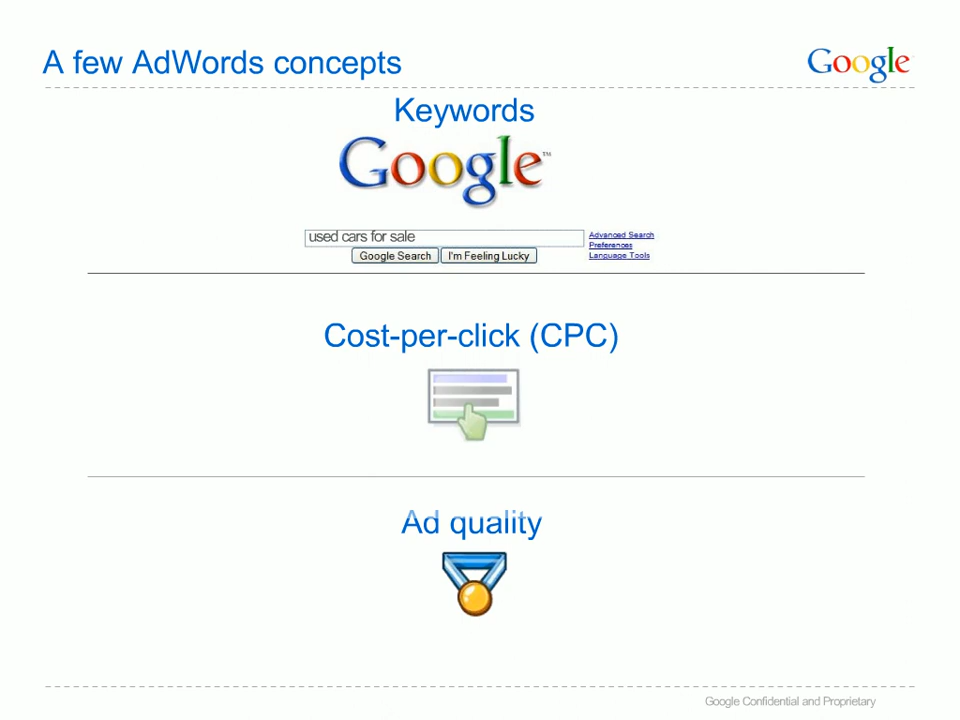 A few AdWords concepts
Google
Keywords
Google™
used cars for sale
Advanced Search
Preferences
Language Tools
Google Search
I'm Feeling Lucky
Cost-per-click (CPC)
Ad quality
Google Confidential and Proprietary